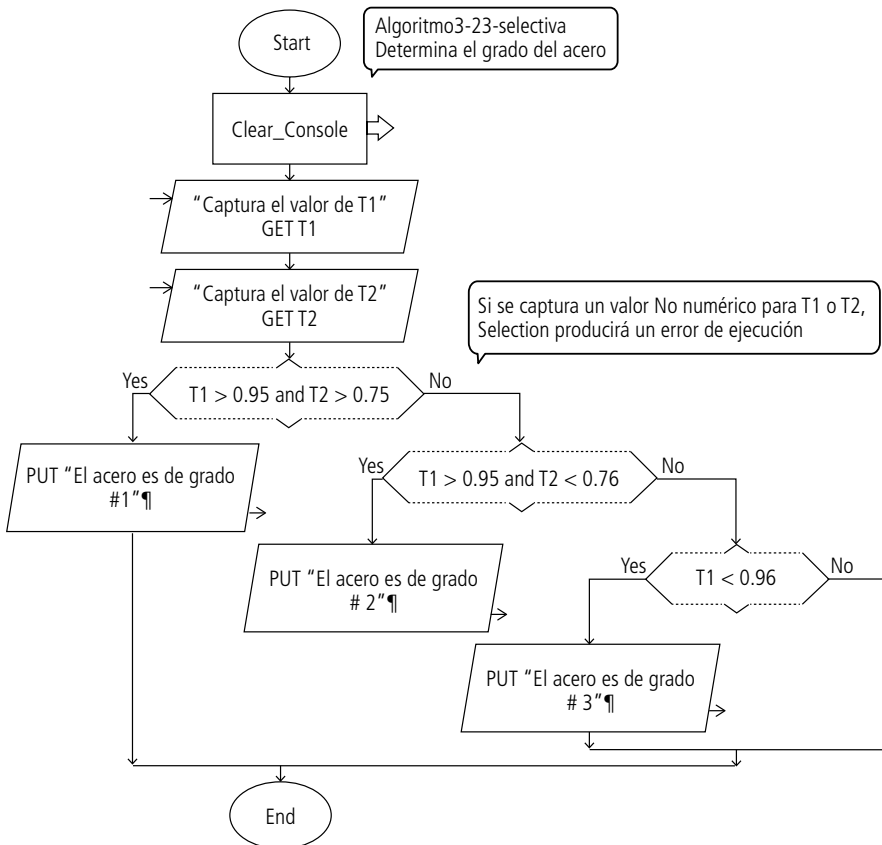 Start
Algoritmo3-23-selectiva
Determina el grado del acero
Clear_Console
"Captura el valor de T1"
GET T1
"Captura el valor de T2"
GET T2
Si se captura un valor No numérico para T1 o T2,
Selection producirá un error de ejecución
Yes
T1 > 0.95 and T2 > 0.75
No
PUT "El acero es de grado
#1"¶
Yes
T1 > 0.95 and T2 < 0.76
No
PUT "El acero es de grado
# 2"¶
Yes
T1 < 0.96
No
PUT "El acero es de grado
# 3"¶
End